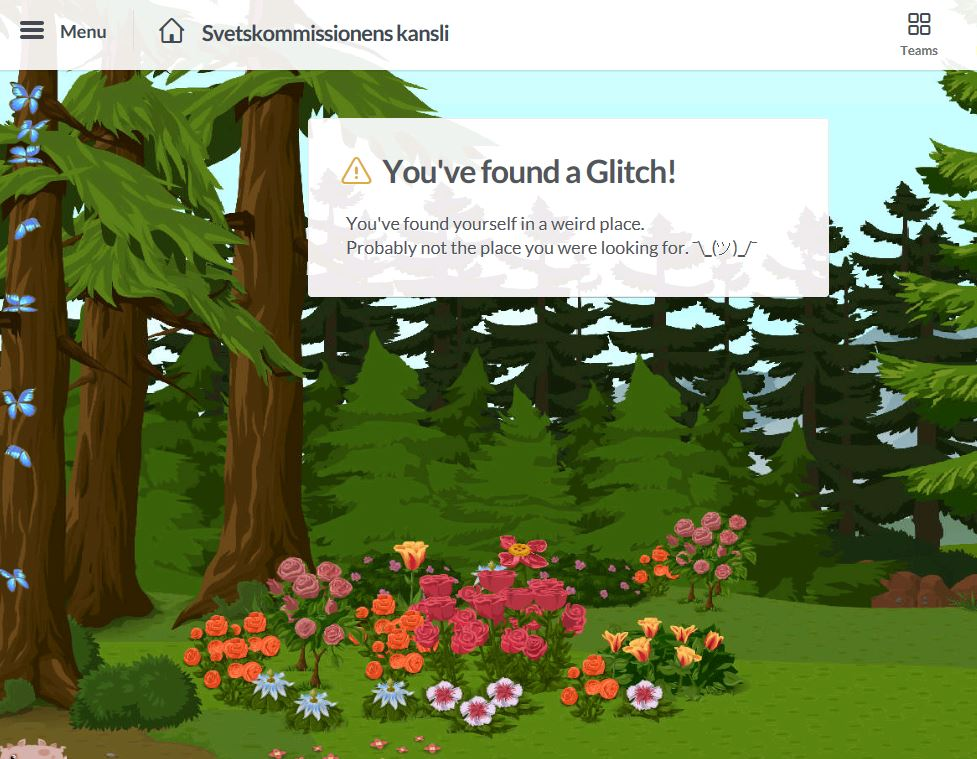 Menu
Svetskommissionens kansli
Teams
You've found a Glitch!
You've found yourself in a weird place.
Probably not the place you were looking for. ¯\_(ツ)_/¯